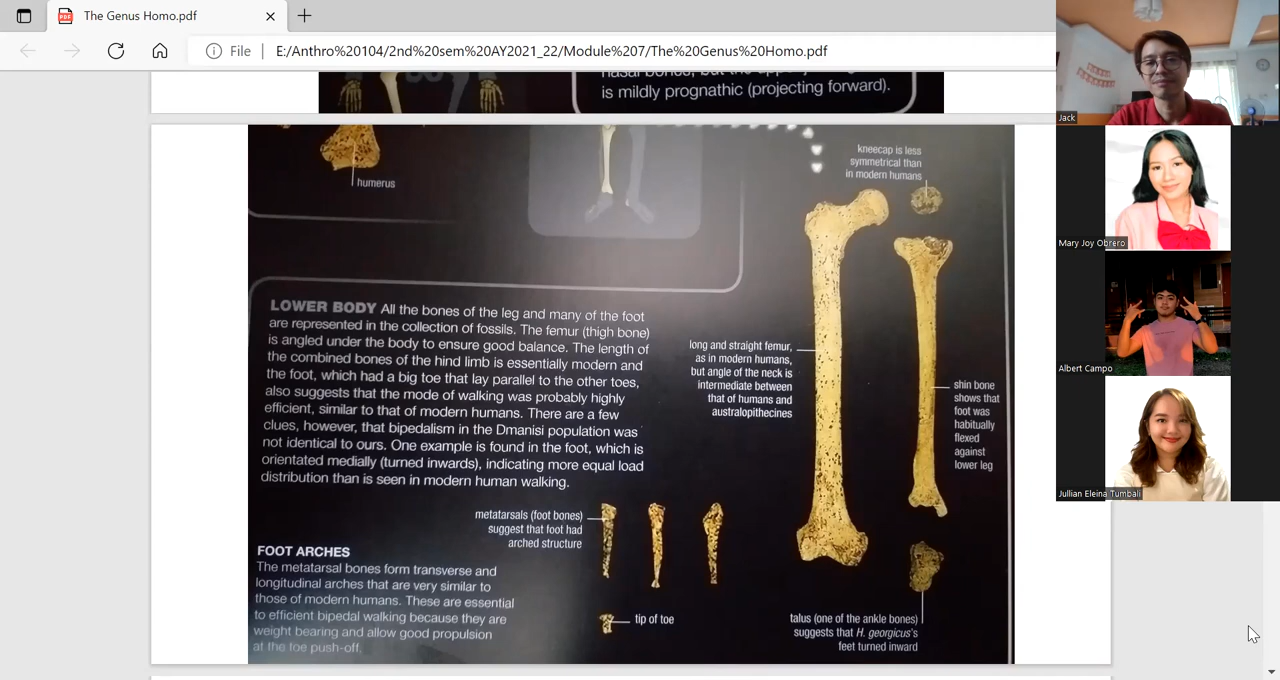 The Genus Homo.pdf
File
E:/Anthro%20104/2nd%20sem%20AY2021_22/Module%207/The%20Genus%20Homo.pdf
is mildly prognathic (projecting forward).
humerus
kneecap is less
symmetrical than
in modern humans
LOWER BODY All the bones of the leg and many of the foot
are represented in the collection of fossils. The femur (thigh bone)
is angled under the body to ensure good balance. The length of
the combined bones of the hind limb is essentially modern and
the foot, which had a big toe that lay parallel to the other toes,
also suggests that the mode of walking was probably highly
efficient, similar to that of modern humans. There are a few
clues, however, that bipedalism in the Dmanisi population was
not identical to ours. One example is found in the foot, which is
orientated medially (turned inwards), indicating more equal load
distribution than is seen in modern human walking.
long and straight femur,
as in modern humans,
but angle of the neck is
intermediate between
that of humans and
australopithecines
shin bone
shows that
foot was
habitually
flexed
against
lower leg
metatarsals (foot bones)
suggest that foot had
arched structure
FOOT ARCHES
The metatarsal bones form transverse and
longitudinal arches that are very similar to
those of modern humans. These are essential
to efficient bipedal walking because they are
weight bearing and allow good propulsion
at the toe push-off.
tip of toe
talus (one of the ankle bones)
suggests that H. georgicus's
feet turned inward
Jack
Mary Joy Obrero
Albert Campo
Jullian Eleina Tumbali